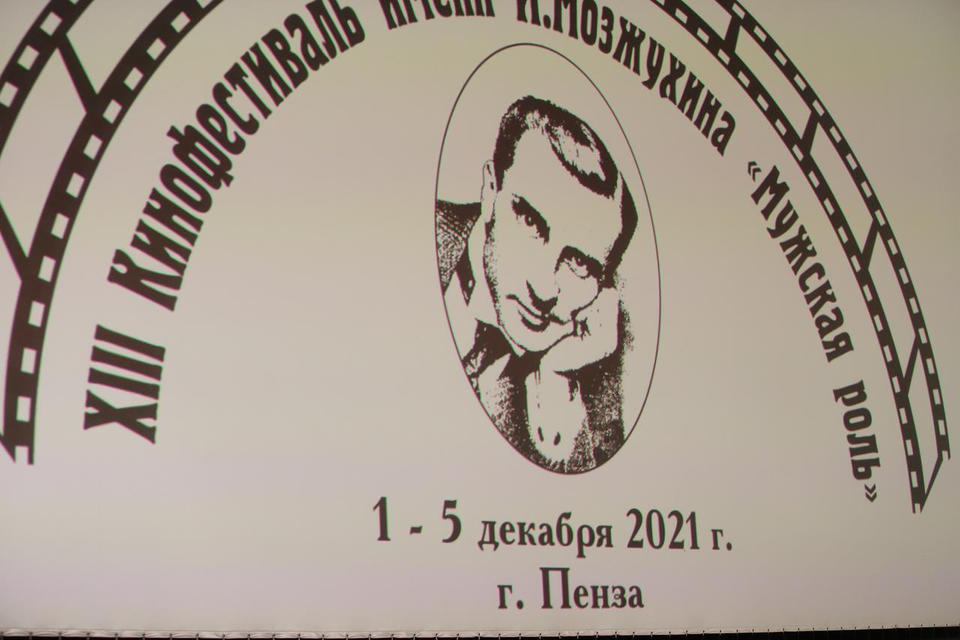 XIII Кинофестиваль имени И.Мозжухина «Мужская роль»
1 - 5 декабря 2021 г.
г. Пенза